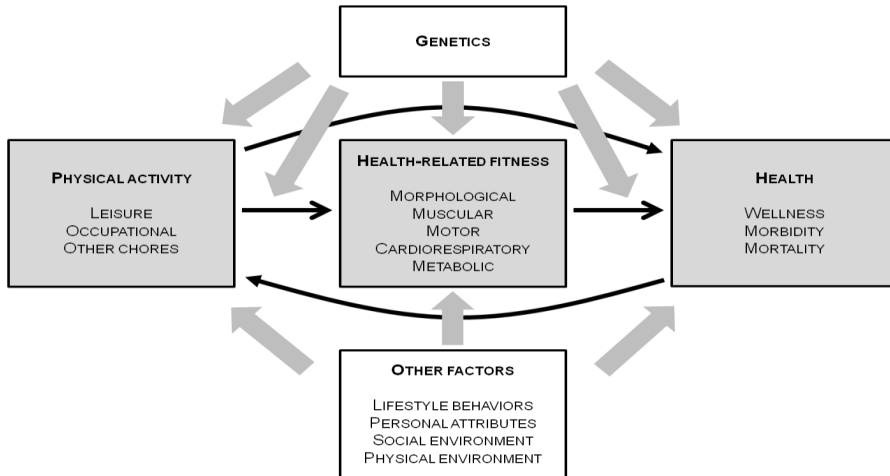 GENETICS
PHYSICAL ACTIVITY
LEISURE
OCCUPATIONAL
OTHER CHORES
HEALTH-RELATED FITNESS
MORPHOLOGICAL
MUSCULAR
MOTOR
CARDIORESPIRATORY
METABOLIC
HEALTH
WELLNESS
MORBIDITY
MORTALITY
OTHER FACTORS
LIFESTYLE BEHAVIORS
PERSONAL ATTRIBUTES
SOCIAL ENVIRONMENT
PHYSICAL ENVIRONMENT